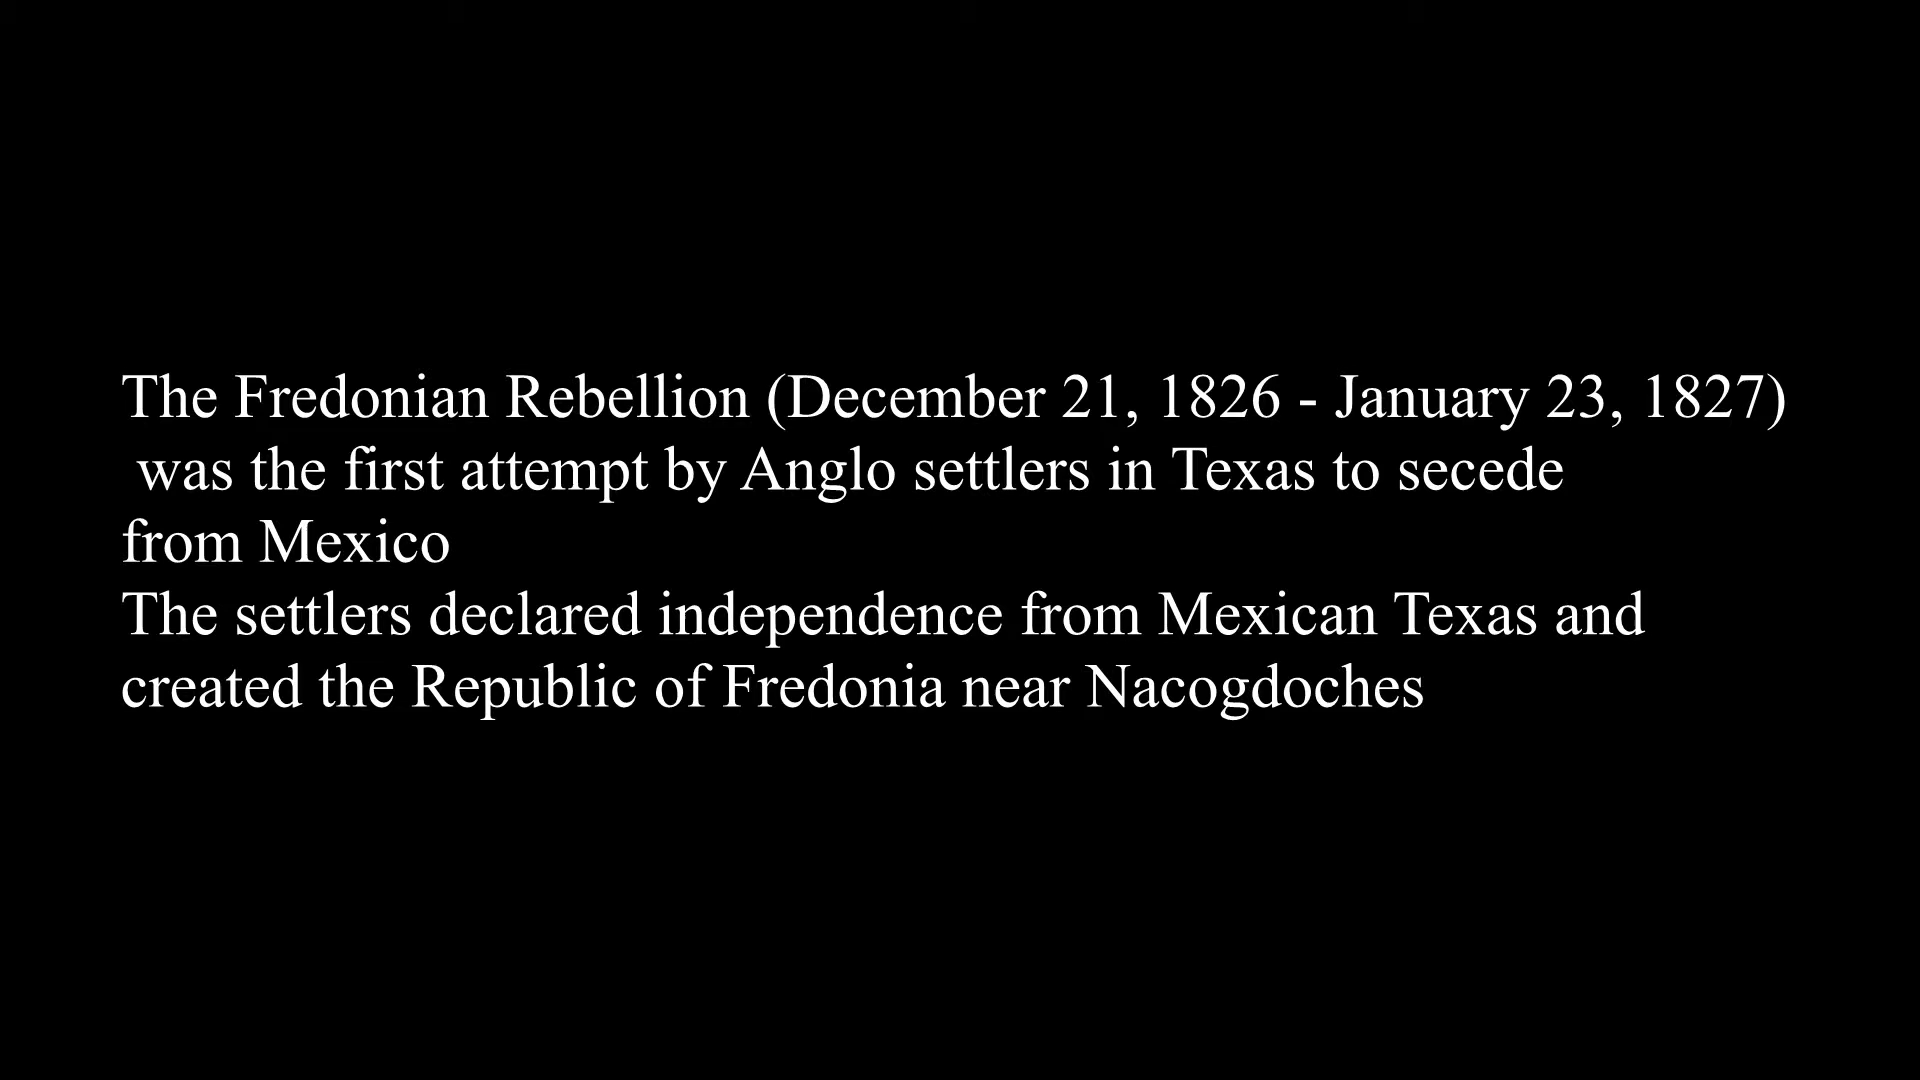 The Fredonian Rebellion (December 21, 1826 - January 23, 1827)
was the first attempt by Anglo settlers in Texas to secede
from Mexico
The settlers declared independence from Mexican Texas and
created the Republic of Fredonia near Nacogdoches